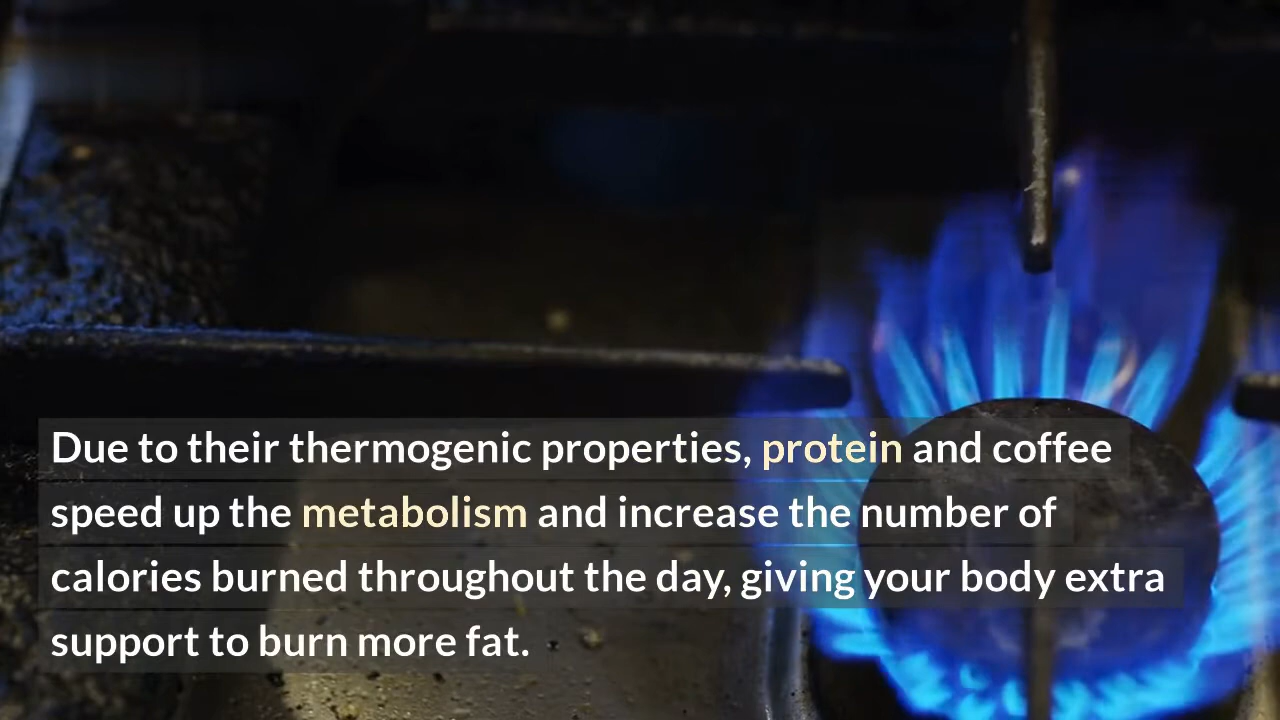 Due to their thermogenic properties, protein and coffee
speed up the metabolism and increase the number of
calories burned throughout the day, giving your body extra
support to burn more fat.